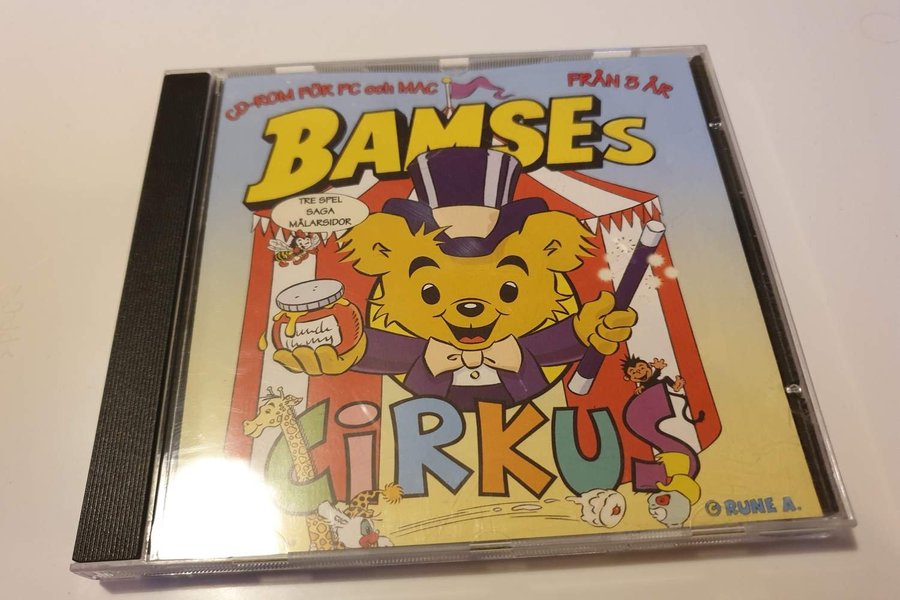 CD-ROM FÖR PC och MAC
FRÅN 3 ÅR
BAMSEs
TRE SPEL
SAGA
MÅLARSIDOR
CiRKUS
© RUNE A.